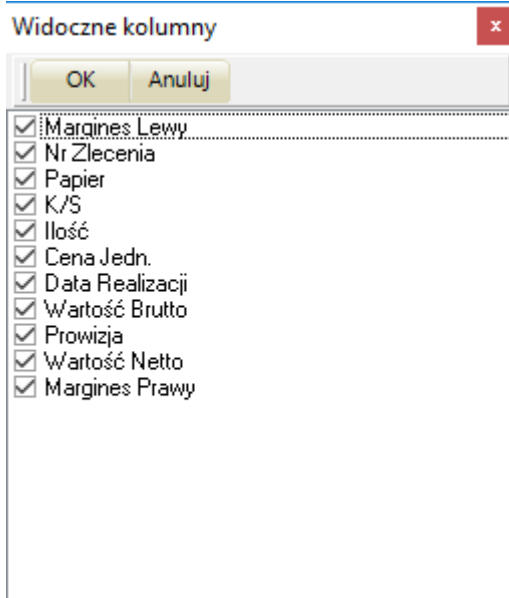 Widoczne kolumny
x
OK Anuluj
Margines Lewy
Nr Zlecenia
Papier
K/S
Ilość
Cena Jedn.
Data Realizacji
Wartość Brutto
Prowizja
Wartość Netto
Margines Prawy